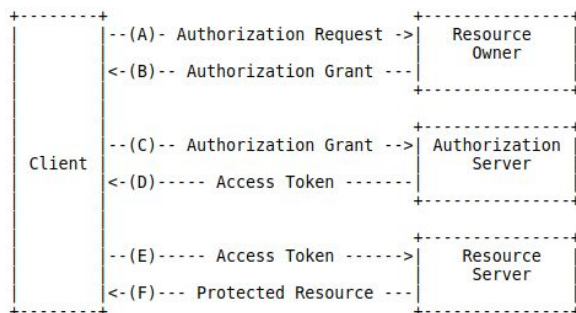 +--------+                               +---------------+
|        |--(A)- Authorization Request ->|   Resource    |
|        |                               |     Owner     |
|        |<-(B)-- Authorization Grant ---|               |
|        |                               +---------------+
|        |
|        |                               +---------------+
|        |--(C)-- Authorization Grant -->| Authorization |
| Client |                               |     Server    |
|        |<-(D)----- Access Token -------|               |
|        |                               +---------------+
|        |
|        |                               +---------------+
|        |--(E)----- Access Token ------>|    Resource   |
|        |                               |     Server    |
|        |<-(F)--- Protected Resource ---|               |
+--------+                               +---------------+